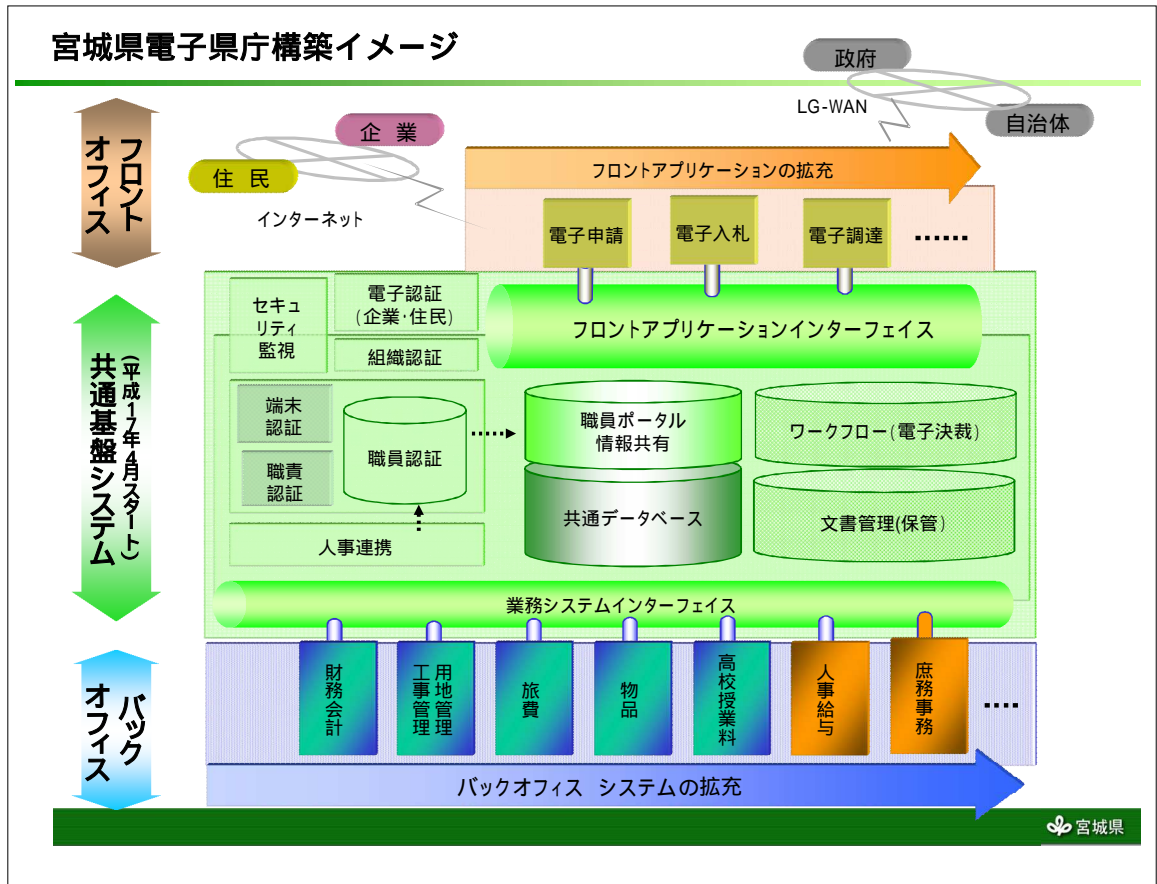 宮城県電子県庁構築イメージ
政府
LG-WAN
自治体
企 業
住 民
インターネット
フロント
オフィス
フロントアプリケーションの拡充
電子申請
電子入札
電子調達
……
共通基盤システム
(平成17年4月スタート)
セキュ
リティ
監視
電子認証
(企業・住民)
組織認証
フロントアプリケーションインターフェイス
端末
認証
職責
認証
職員認証
人事連携
職員ポータル
情報共有
共通データベース
ワークフロー(電子決裁)
文書管理(保管)
業務システムインターフェイス
バック
オフィス
財務会計
用地管理
工事管理
旅費
物品
高校授業料
人事給与
庶務事務
‥‥
バックオフィス システムの拡充
宮城県